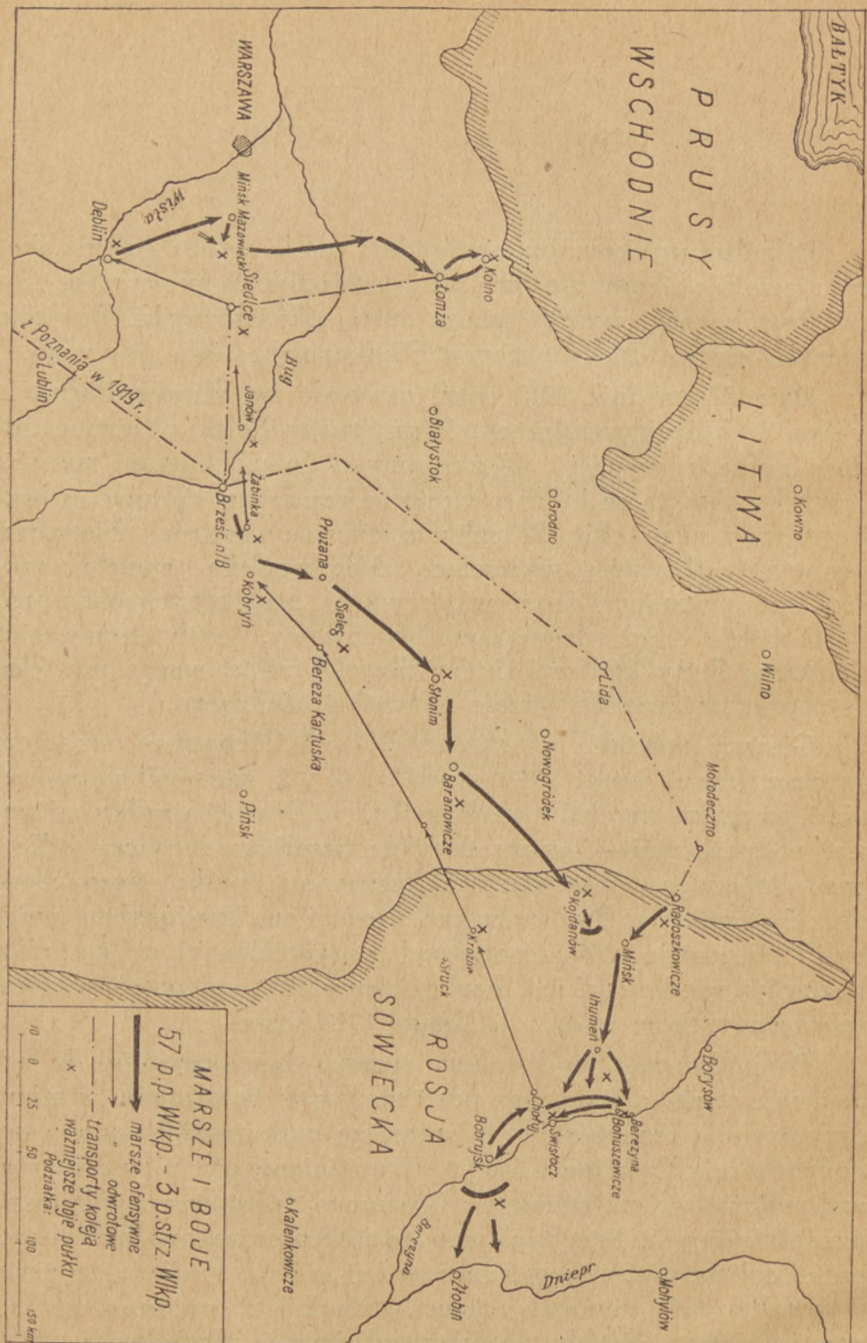 BAŁTYK
PRUSY
WSCHODNIE
LITWA
Kowno
Wilno
Kolno
Łomża
Białystok
Grodno
Lida
Mołodeczno
Radoszkowicze
Borysów
WARSZAWA
Mińsk Mazowiecki
Siedlce
Wisła
Dęblin
Bug
Janów
z Poznania w 1919 r.
Lublin
Brześć n/B
Żabinka
Kobryń
Prużana
Sielec
Bereza Kartuska
Słonim
Baranowicze
Nowogródek
Pińsk
Kojdanów
Mińsk
Ihumeń
Berezyna
Bohuszewicze
Świsłocz
Chołuj
Bobrujsk
Słuck
ROSJA
SOWIECKA
Berezyna
Dniepr
Mohylów
Żłobin
Kalenkowicze
MARSZE I BOJE
57 p.p. Wlkp. - 3 p. strz Wlkp.
marsze ofensywne
" odwrotowe
transporty koleją
x ważniejsze boje pułku
Podziałka:
10 0 25 50 100 150 km